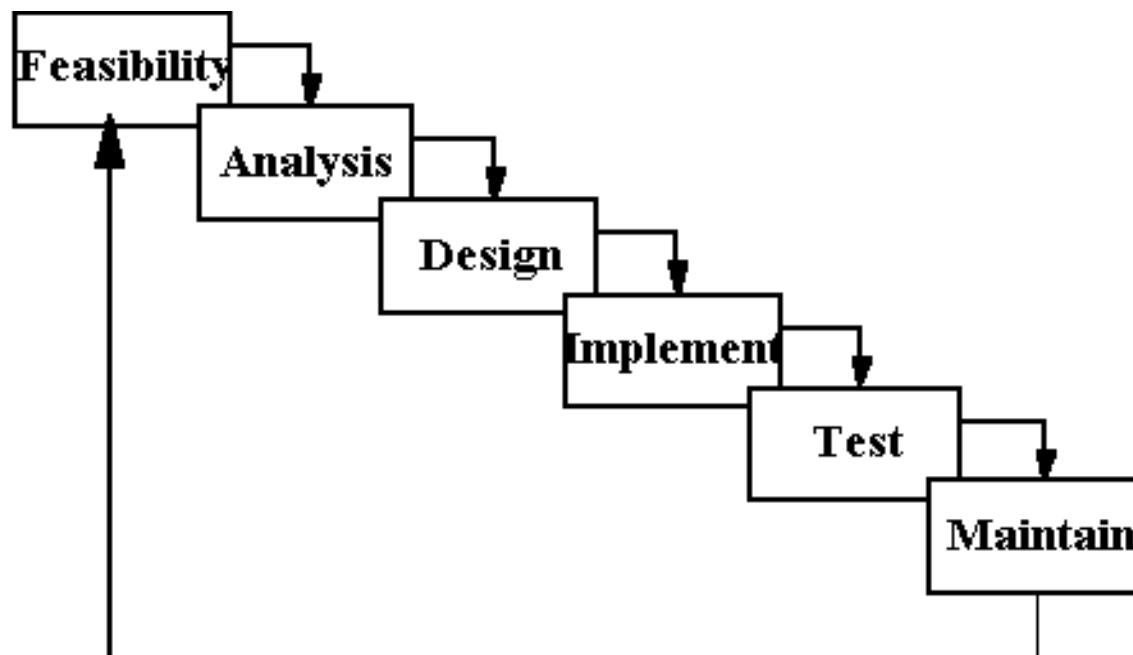 Feasibility
Analysis
Design
Implement
Test
Maintain